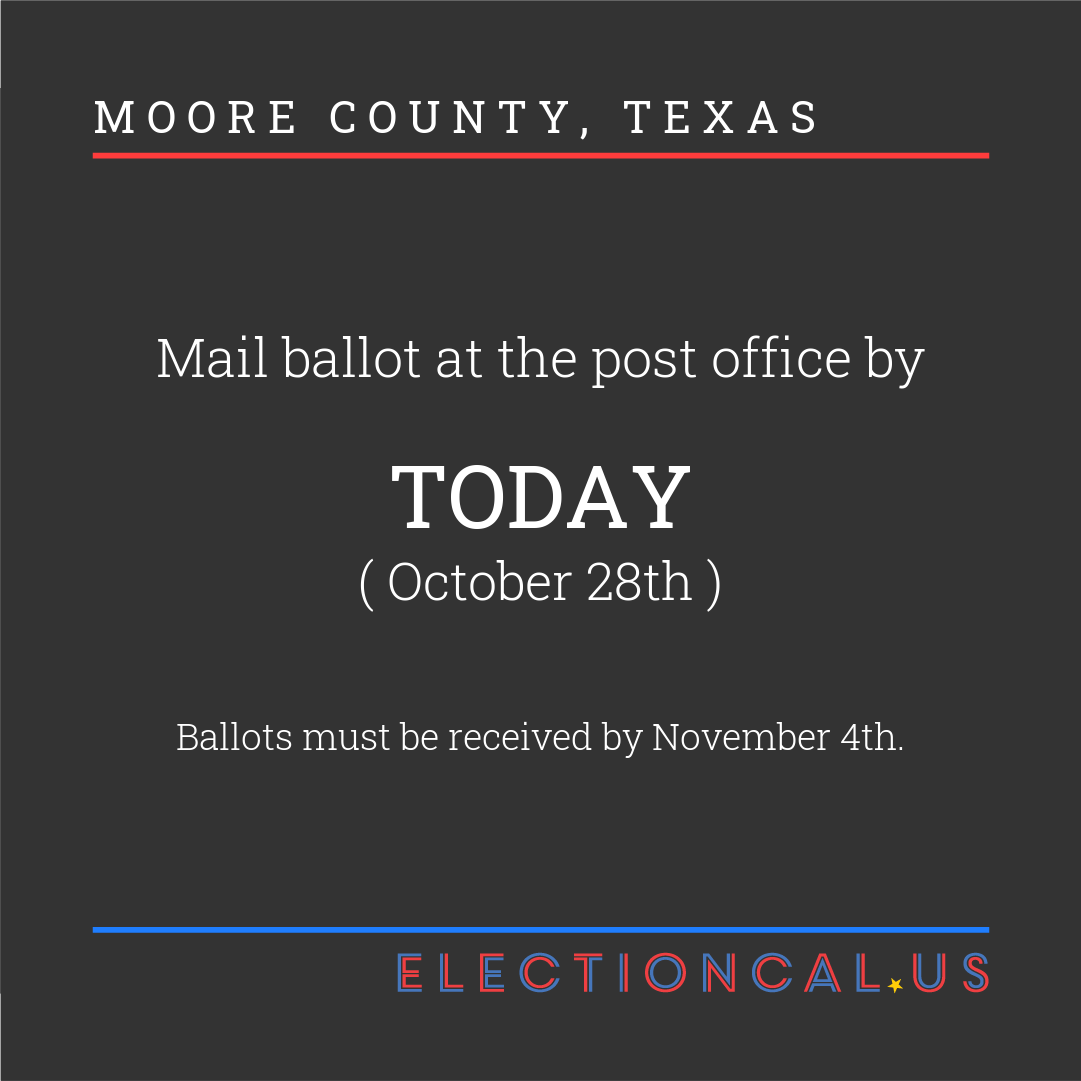 MOORE COUNTY, TEXAS
Mail ballot at the post office by
TODAY
( October 28th )
Ballots must be received by November 4th.
ELECTIONCAL.US